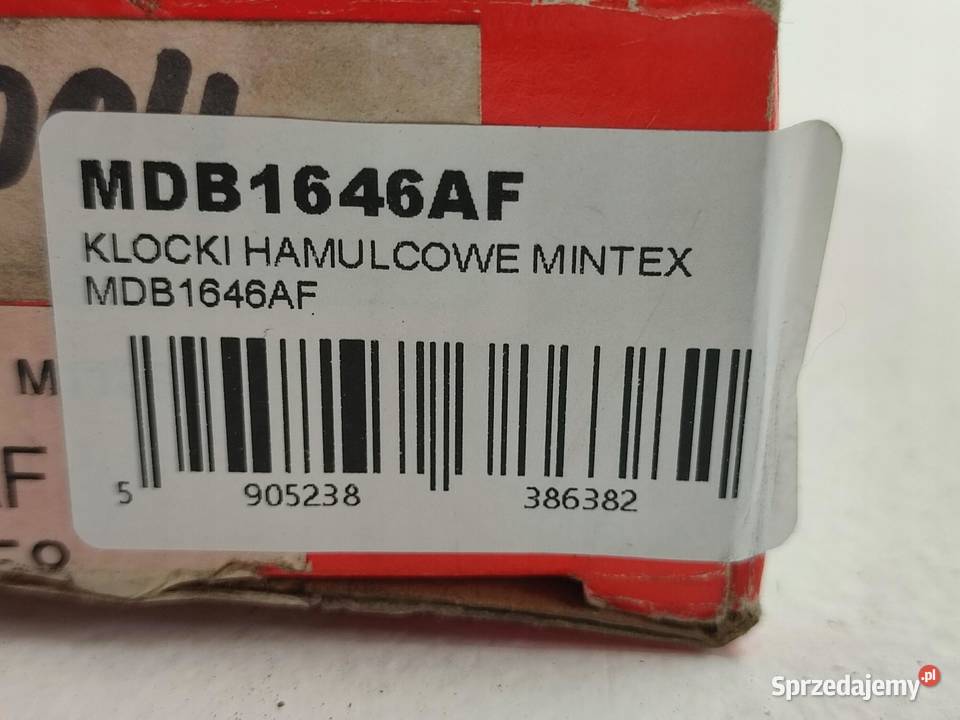 MDB1646AF
KLOCKI HAMULCOWE MINTEX
MDB1646AF
M
F
5 905238 386382
Sprzedajemy.pl